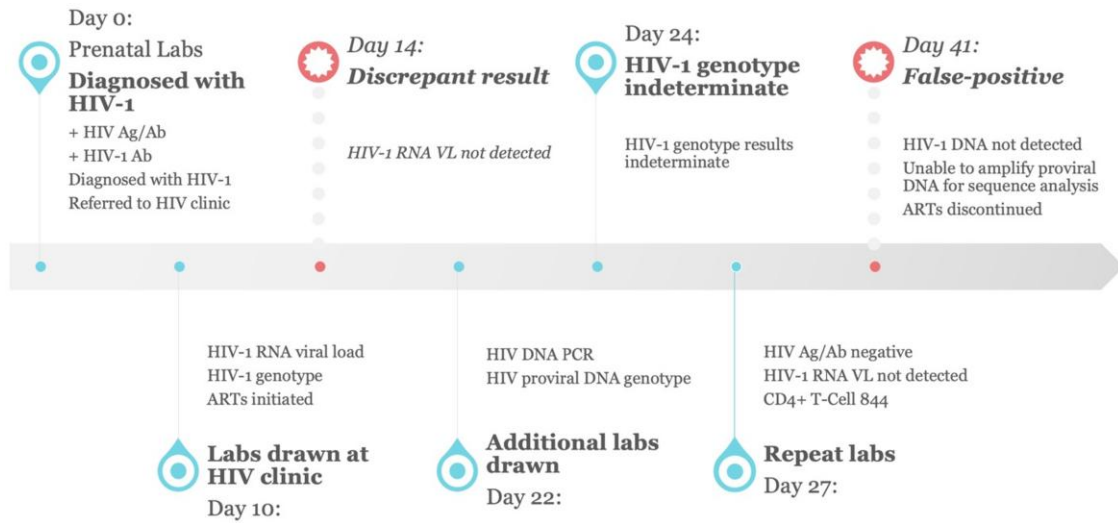 Day 0:
Prenatal Labs
Diagnosed with
HIV-1
+ HIV Ag/Ab
+ HIV-1 Ab
Diagnosed with HIV-1
Referred to HIV clinic
Day 14:
Discrepant result
HIV-1 RNA VL not detected
Day 24:
HIV-1 genotype
indeterminate
HIV-1 genotype results
indeterminate
Day 41:
False-positive
HIV-1 DNA not detected
Unable to amplify proviral
DNA for sequence analysis
ARTs discontinued
HIV-1 RNA viral load
HIV-1 genotype
ARTs initiated
Labs drawn at
HIV clinic
Day 10:
HIV DNA PCR
HIV proviral DNA genotype
Additional labs
drawn
Day 22:
HIV Ag/Ab negative
HIV-1 RNA VL not detected
CD4+ T-Cell 844
Repeat labs
Day 27: